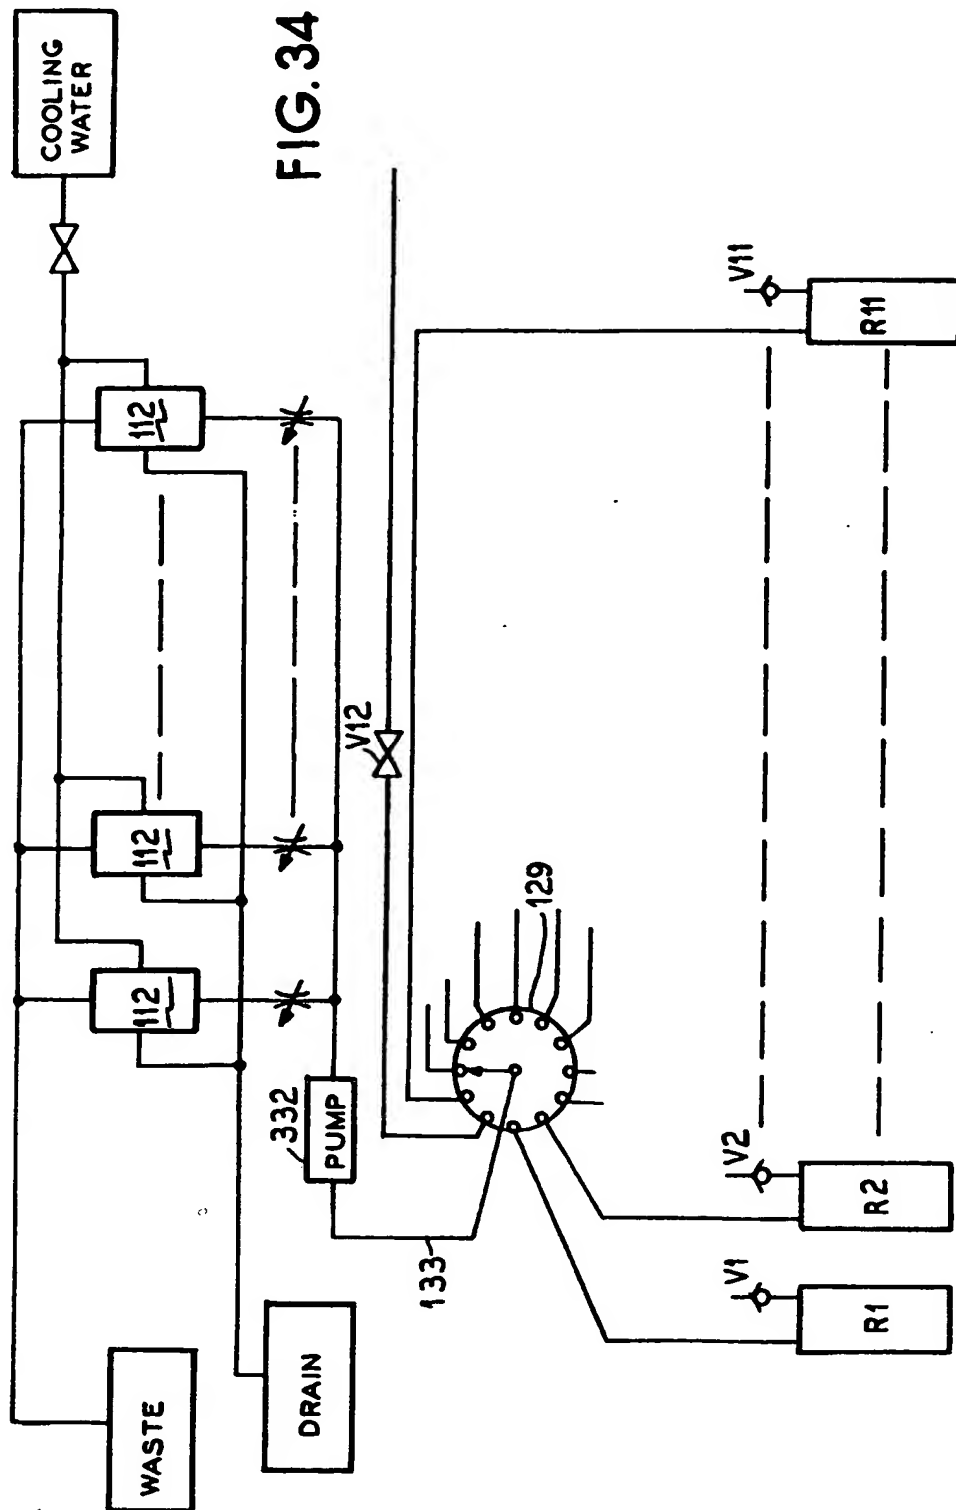 COOLING
WATER
FIG. 34
112
112
112
V12
V11
R11
332
PUMP
129
133
WASTE
DRAIN
V2
R2
V1
R1